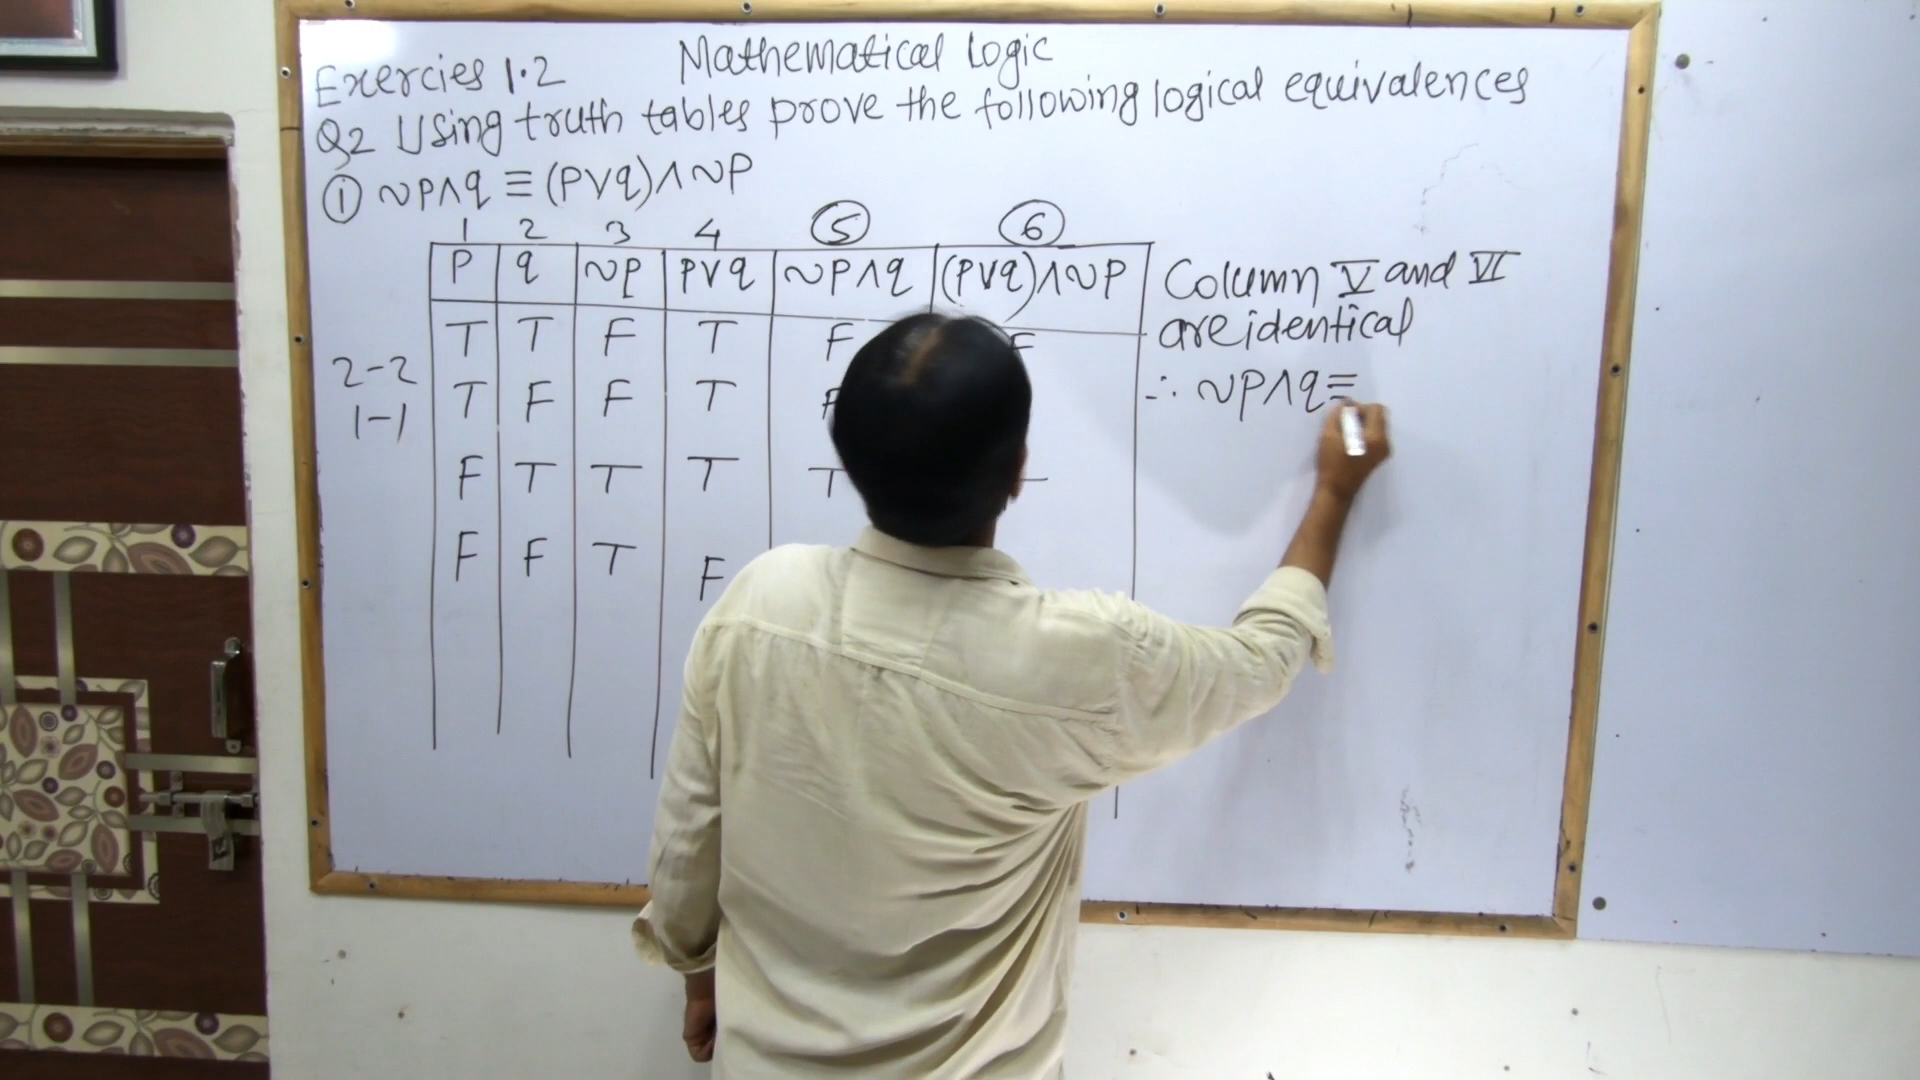 Mathematical Logic
Exercies 1.2
Q2 Using truth tables prove the following logical equivalences
① ~P∧q ≡ (P∨q)∧~P
1 2 3 4 ⑤ ⑥
P q ~P P∨q ~P∧q (P∨q)∧~P
T T F T F F
2-2
T F F T F
1-1
F T T T T
F F T F
Column V and VI
are identical
∴ ~P∧q≡